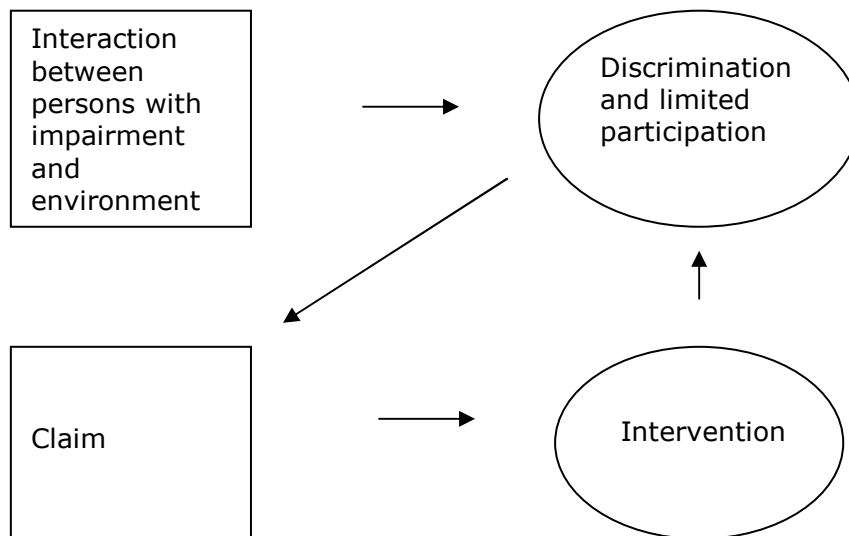 Interaction
between
persons with
impairment
and
environment
Discrimination
and limited
participation
Claim
Intervention